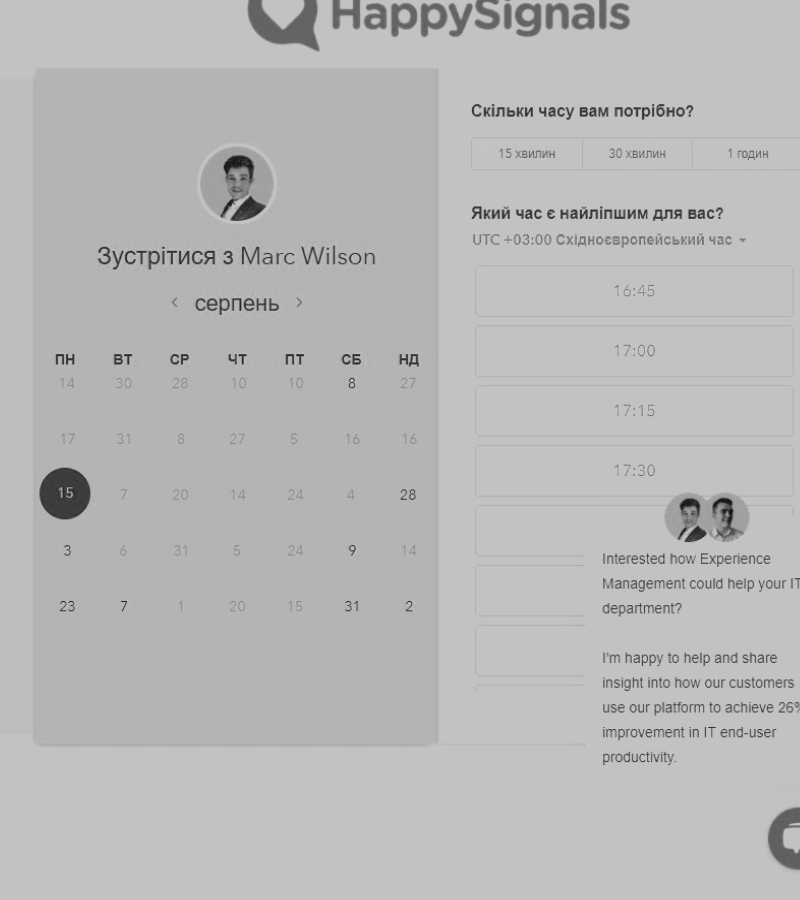 HappySignals
Зустрітися з Marc Wilson
серпень
ПН ВТ СР ЧТ ПТ СБ НД
14 30 28 10 10 8 27
17 31 8 27 5 16 16
15 7 20 14 24 4 28
3 6 31 5 24 9 14
23 7 1 20 15 31 2
Скільки часу вам потрібно?
15 хвилин 30 хвилин 1 годин
Який час є найліпшим для вас?
UTC +03:00 Східноєвропейський час
16:45
17:00
17:15
17:30
Interested how Experience
Management could help your IT
department?
I'm happy to help and share
insight into how our customers
use our platform to achieve 26%
improvement in IT end-user
productivity.